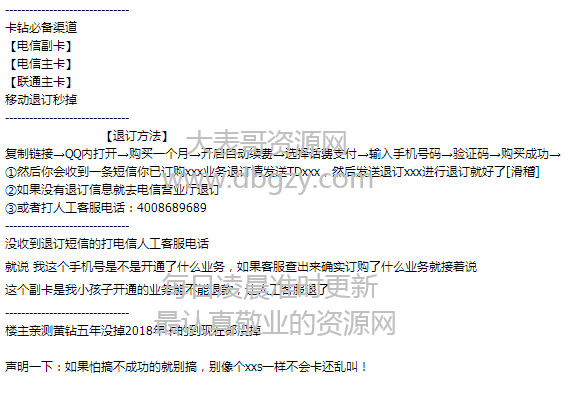 -------------------------------
卡钻必备渠道
【电信副卡】
【电信主卡】
【联通主卡】
移动退订秒掉
-------------------------------
【退订方法】
复制链接→QQ内打开→购买一个月→开启自动续费→选择话费支付→输入手机号码→验证码→购买成功→
①然后你会收到一条短信你已订购xxx业务退订请发送TDxxx，然后发送退订xxx进行退订就好了[滑稽]
②如果没有退订信息就去电信营业厅退订
③或者打人工客服电话：4008689689
-------------------------------
没收到退订短信的打电信人工客服电话
就说 我这个手机号是不是开通了什么业务，如果客服查出来确实订购了什么业务就接着说
这个副卡是我小孩子开通的业务能不能退款，让人工客服退了
-------------------------------
楼主亲测黄钻五年没掉2018年卡的到现在都没掉
声明一下：如果怕搞不成功的就别搞，别像个xxs一样不会卡还乱叫！
大表哥资源网
www.dbgzy.com
每日凌晨准时更新
最认真敬业的资源网